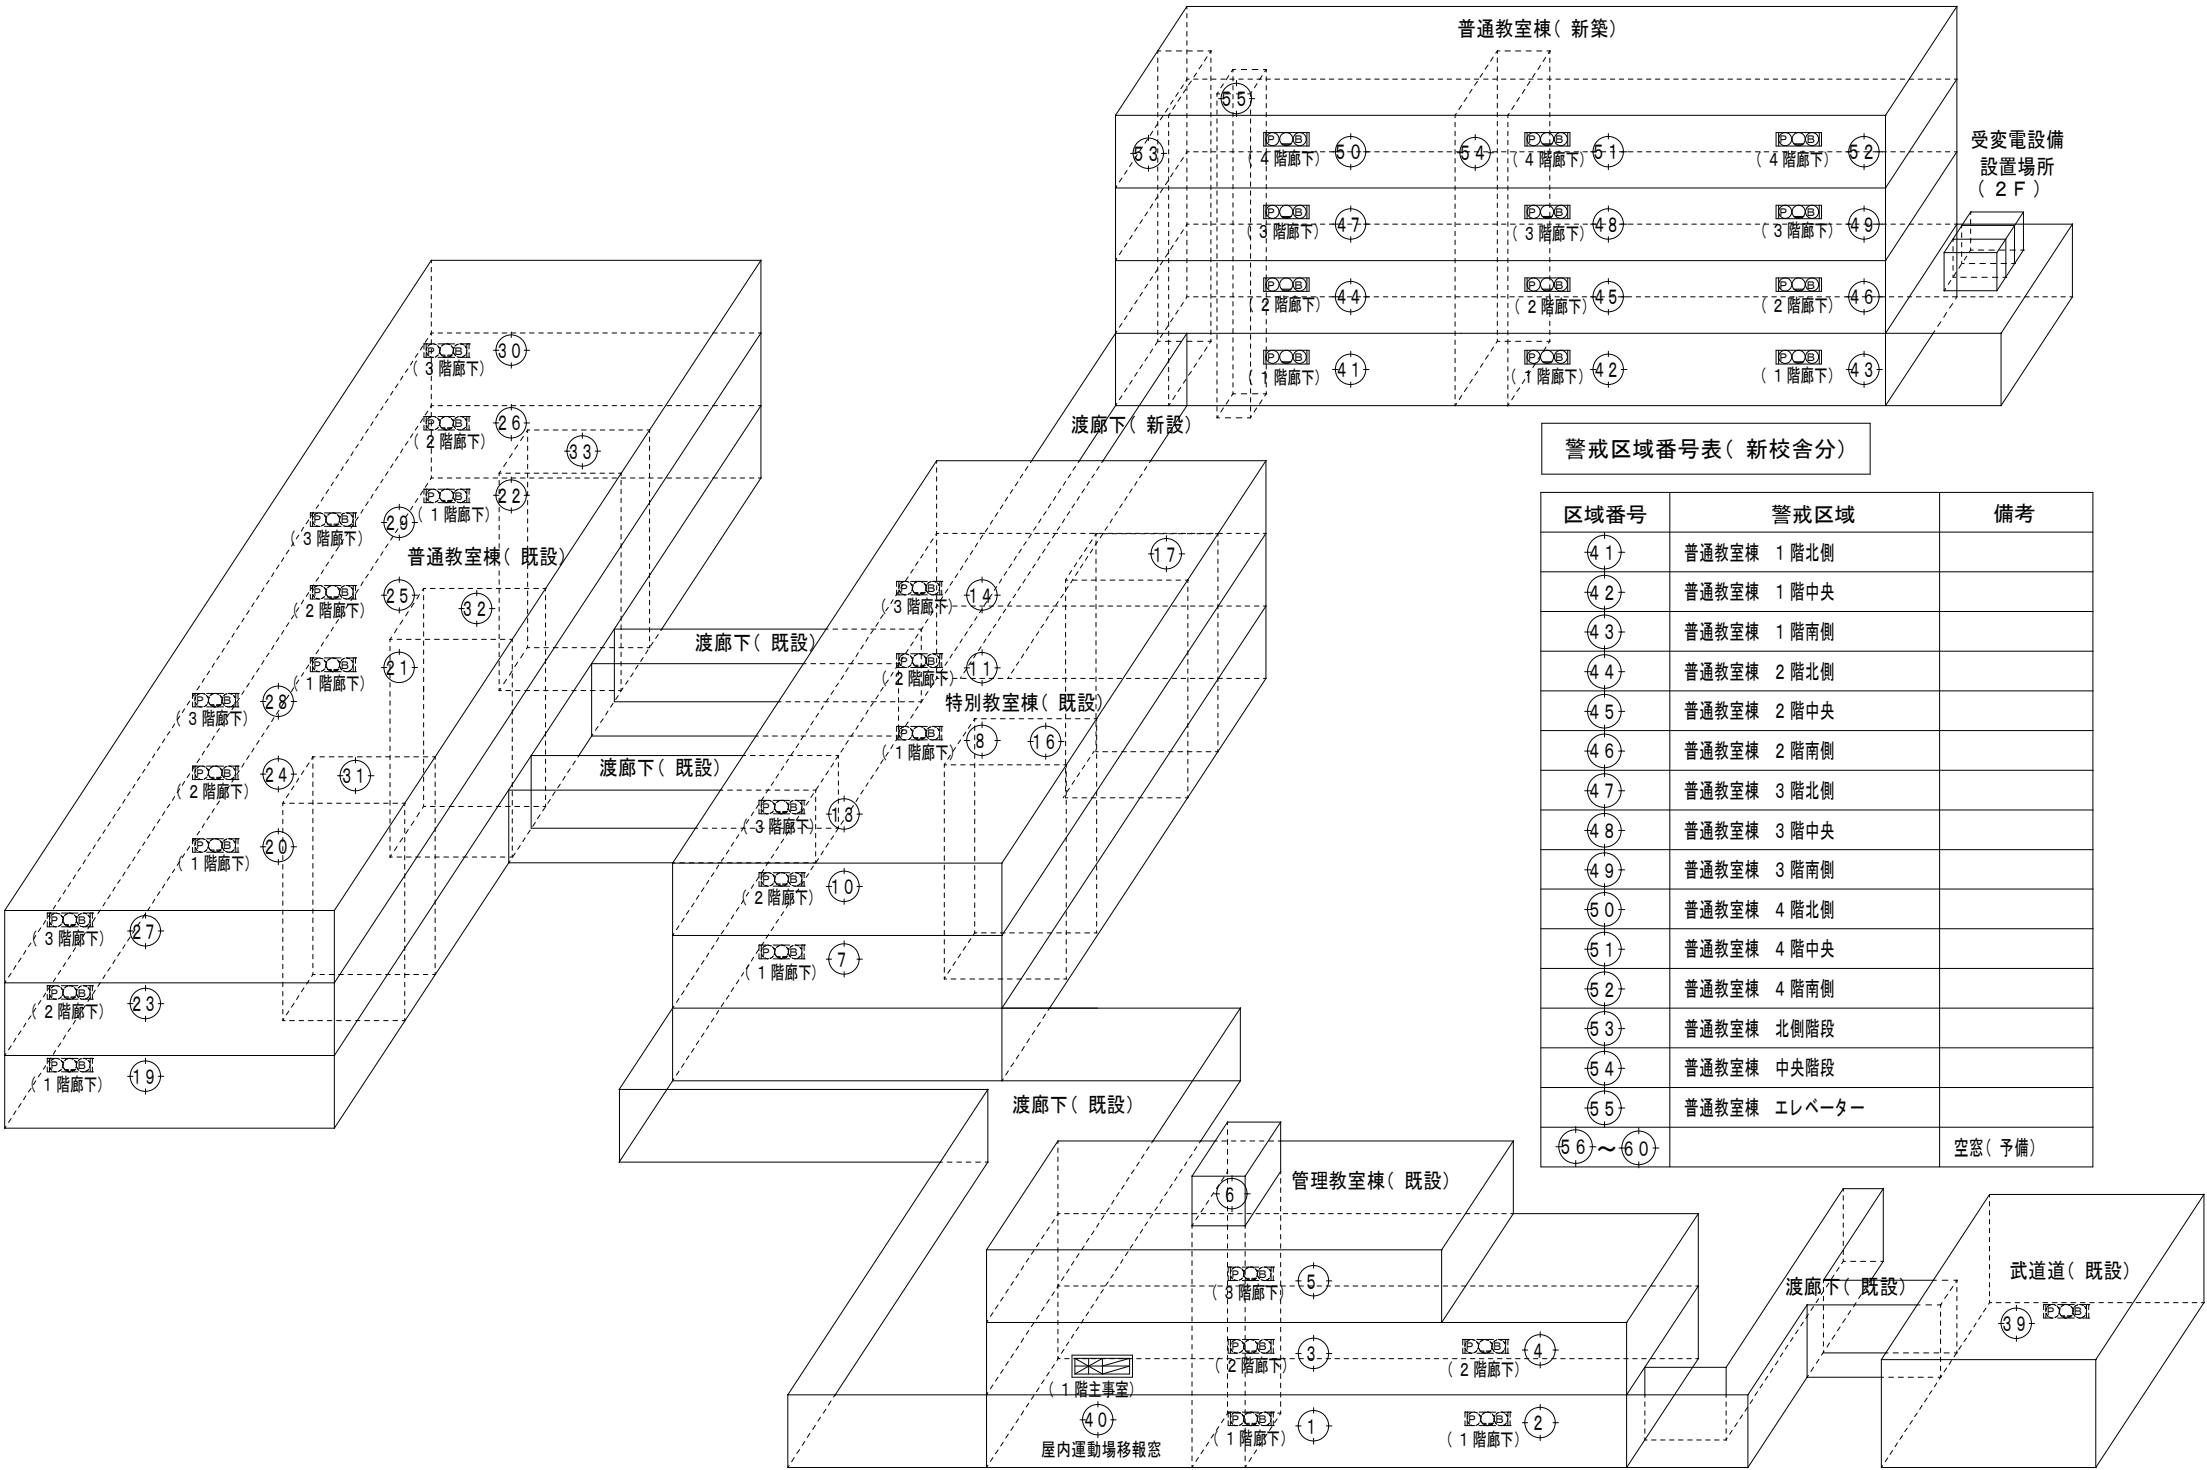 普通教室棟( 新築)
55
53
P B
( 4 階廊下)
50
54
P B
( 4 階廊下)
51
P B
( 4 階廊下)
52
受変電設備
設置場所
( 2 F )
P B
( 3 階廊下)
47
P B
( 3 階廊下)
48
P B
( 3 階廊下)
49
P B
( 2 階廊下)
44
P B
( 2 階廊下)
45
P B
( 2 階廊下)
46
P B
( 1 階廊下)
41
P B
( 1 階廊下)
42
P B
( 1 階廊下)
43
渡廊下( 新設)
P B
( 3 階廊下)
30
P B
( 2 階廊下)
26
33
P B
( 1 階廊下)
22
P B
( 3 階廊下)
29
普通教室棟( 既設)
P B
( 2 階廊下)
25
32
P B
( 1 階廊下)
21
P B
( 3 階廊下)
28
P B
( 2 階廊下)
24
31
P B
( 1 階廊下)
20
P B
( 3 階廊下)
27
P B
( 2 階廊下)
23
P B
( 1 階廊下)
19
渡廊下( 既設)
渡廊下( 既設)
17
P B
( 3 階廊下)
14
P B
( 2 階廊下)
11
特別教室棟( 既設)
P B
( 1 階廊下)
8
16
P B
( 3 階廊下)
13
P B
( 2 階廊下)
10
P B
( 1 階廊下)
7
渡廊下( 既設)
6
管理教室棟( 既設)
P B
( 3 階廊下)
5
P B
( 2 階廊下)
3
P B
( 2 階廊下)
4
( 1 階主事室)
40
屋内運動場移報窓
P B
( 1 階廊下)
1
P B
( 1 階廊下)
2
渡廊下( 既設)
武道道( 既設)
39
P B
警戒区域番号表( 新校舎分)
区域番号 警戒区域 備考
41 普通教室棟 1 階北側
42 普通教室棟 1 階中央
43 普通教室棟 1 階南側
44 普通教室棟 2 階北側
45 普通教室棟 2 階中央
46 普通教室棟 2 階南側
47 普通教室棟 3 階北側
48 普通教室棟 3 階中央
49 普通教室棟 3 階南側
50 普通教室棟 4 階北側
51 普通教室棟 4 階中央
52 普通教室棟 4 階南側
53 普通教室棟 北側階段
54 普通教室棟 中央階段
55 普通教室棟 エレベーター
56～60 空窓( 予備)